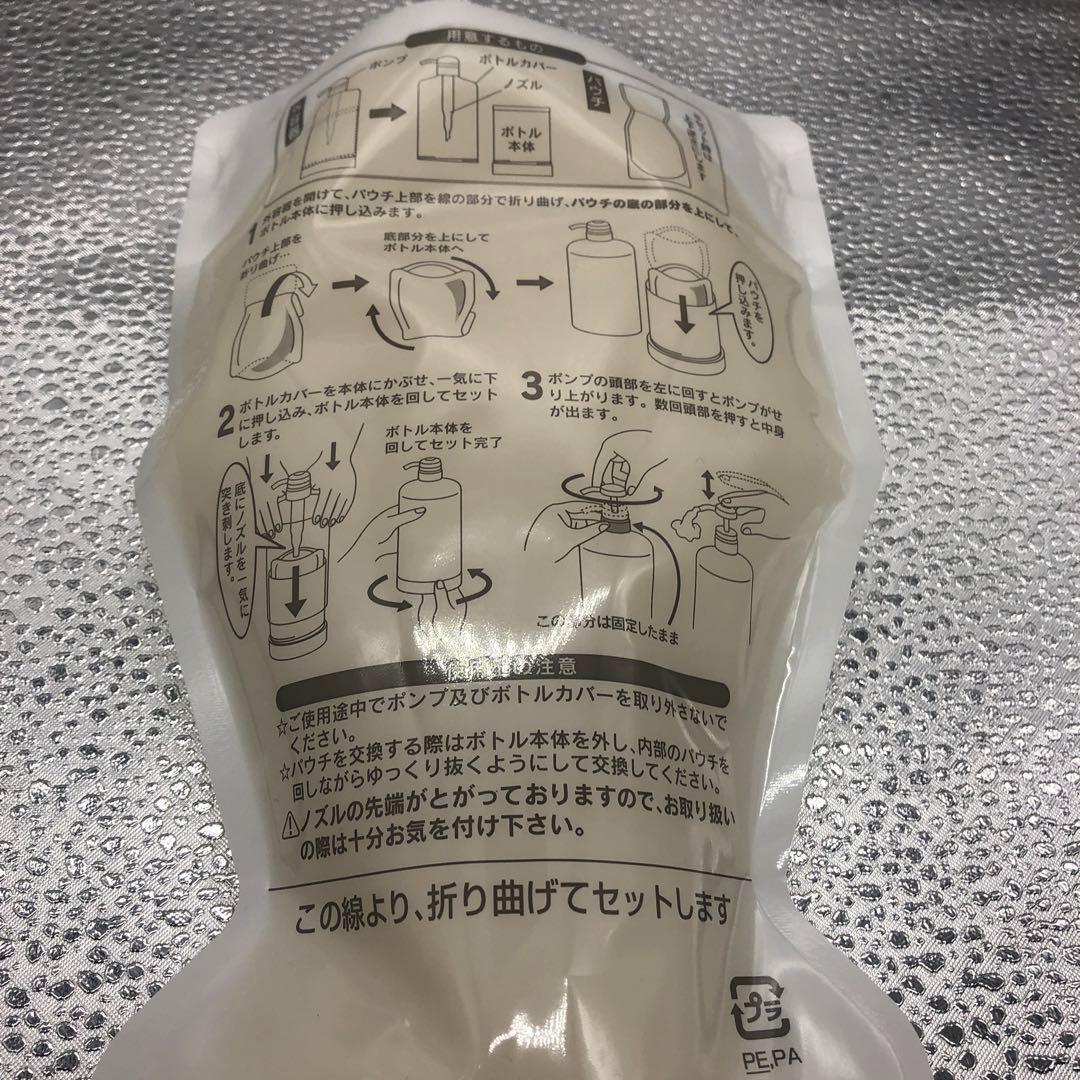 用意するもの
ポンプ
ボトルカバー
ノズル
ボトル
本体
パウチ
1 外容器を開けて、パウチ上部を線の部分で折り曲げ、パウチの底の部分を上にして、
ボトル本体に押し込みます。
パウチ上部を
折り曲げ…
底部分を上にして
ボトル本体へ
パウチを
押し込みます。
2 ボトルカバーを本体にかぶせ、一気に下
に押し込み、ボトル本体を回してセット
します。
底にノズルを一気に
突き刺します。
ボトル本体を
回してセット完了
3 ポンプの頭部を左に回すとポンプがせ
り上がります。数回頭部を押すと中身
が出ます。
この部分は固定したまま
使用上の注意
☆ご使用途中でポンプ及びボトルカバーを取り外さないで
ください。
☆パウチを交換する際はボトル本体を外し、内部のパウチを
回しながらゆっくり抜くようにして交換してください。
⚠ノズルの先端がとがっておりますので、お取り扱い
の際は十分お気を付け下さい。
この線より、折り曲げてセットします
プラ
PE,PA